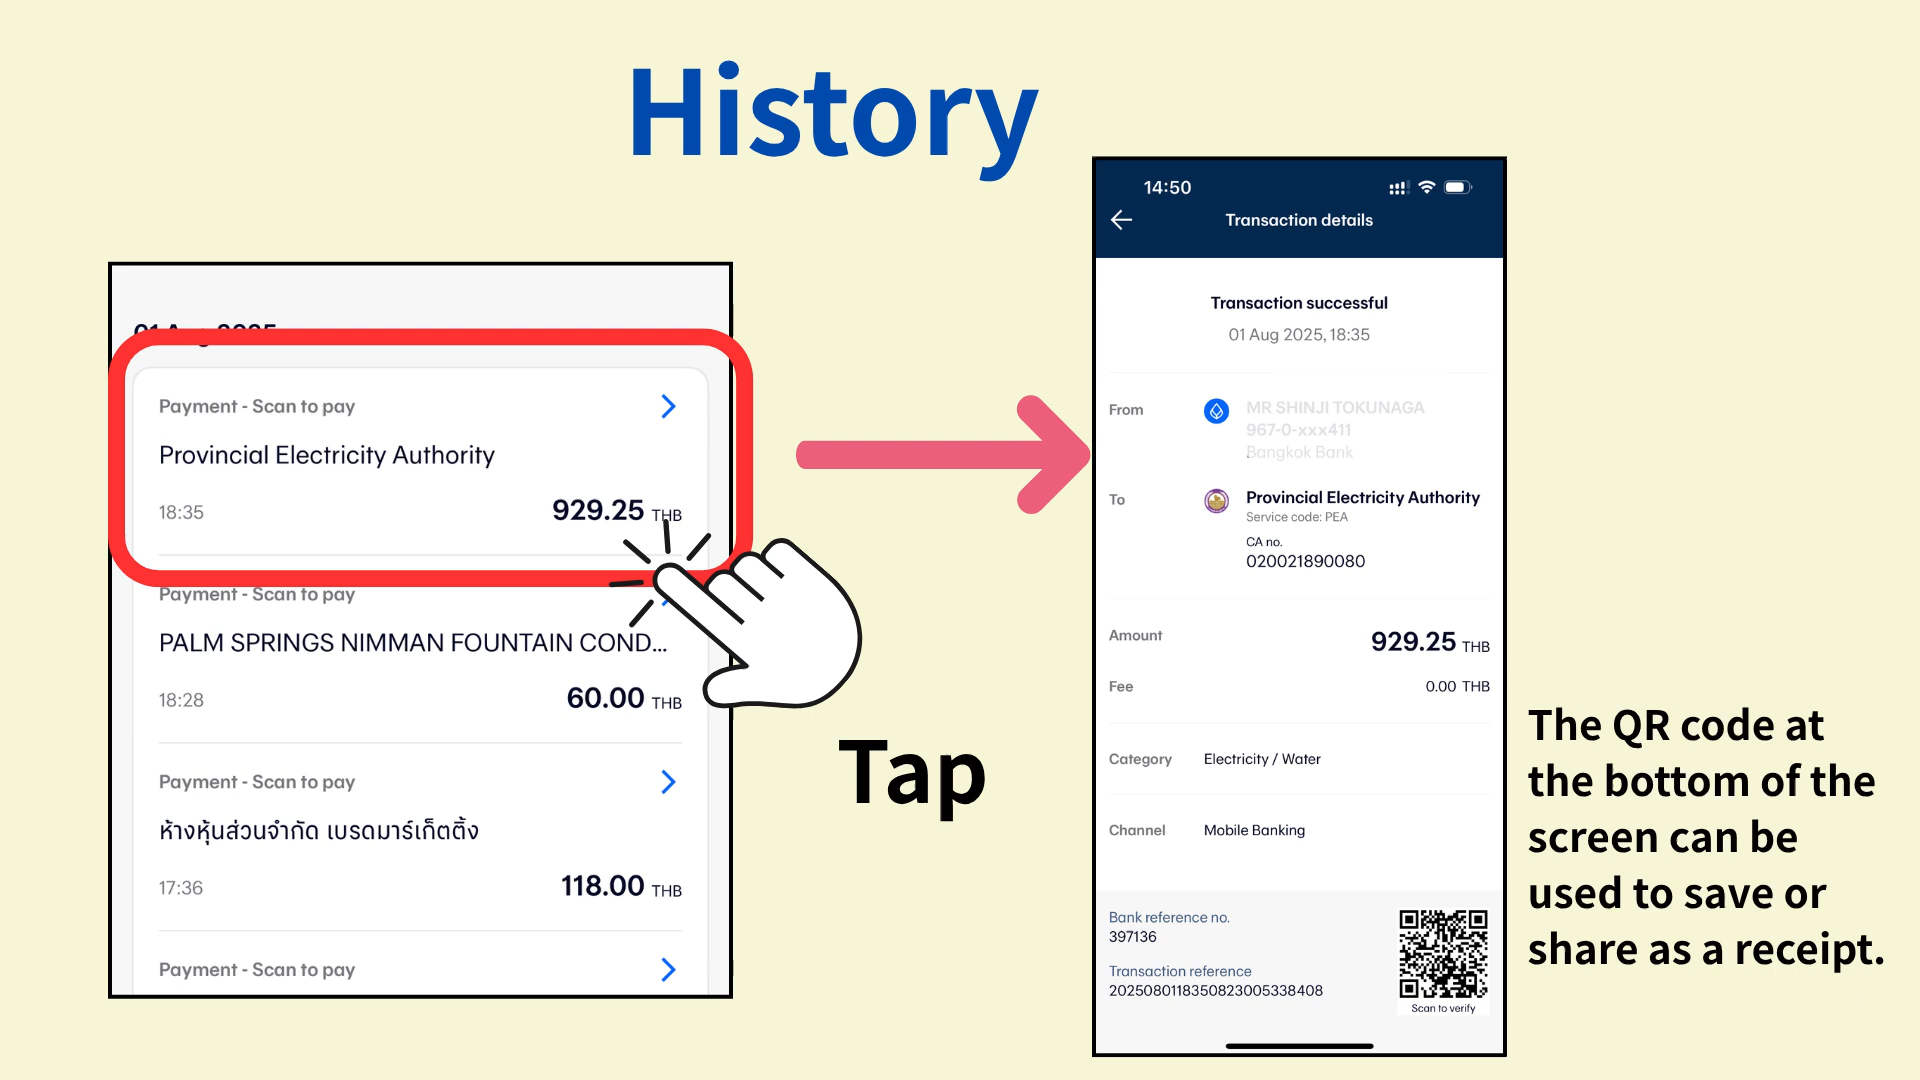 History
01 Aug 2025
Payment - Scan to pay
Provincial Electricity Authority
18:35
929.25 THB
Payment - Scan to pay
PALM SPRINGS NIMMAN FOUNTAIN COND...
18:28
60.00 THB
Payment - Scan to pay
ห้างหุ้นส่วนจำกัด เบรดมาร์เก็ตติ้ง
17:36
118.00 THB
Payment - Scan to pay
Tap
14:50
Transaction details
Transaction successful
01 Aug 2025, 18:35
From
MR SHINJI TOKUNAGA
967-0-xxx411
Bangkok Bank
To
Provincial Electricity Authority
Service code: PEA
CA no.
020021890080
Amount
929.25 THB
Fee
0.00 THB
Category
Electricity / Water
Channel
Mobile Banking
Bank reference no.
397136
Transaction reference
2025080118350823005338408
Scan to verify
The QR code at
the bottom of the
screen can be
used to save or
share as a receipt.